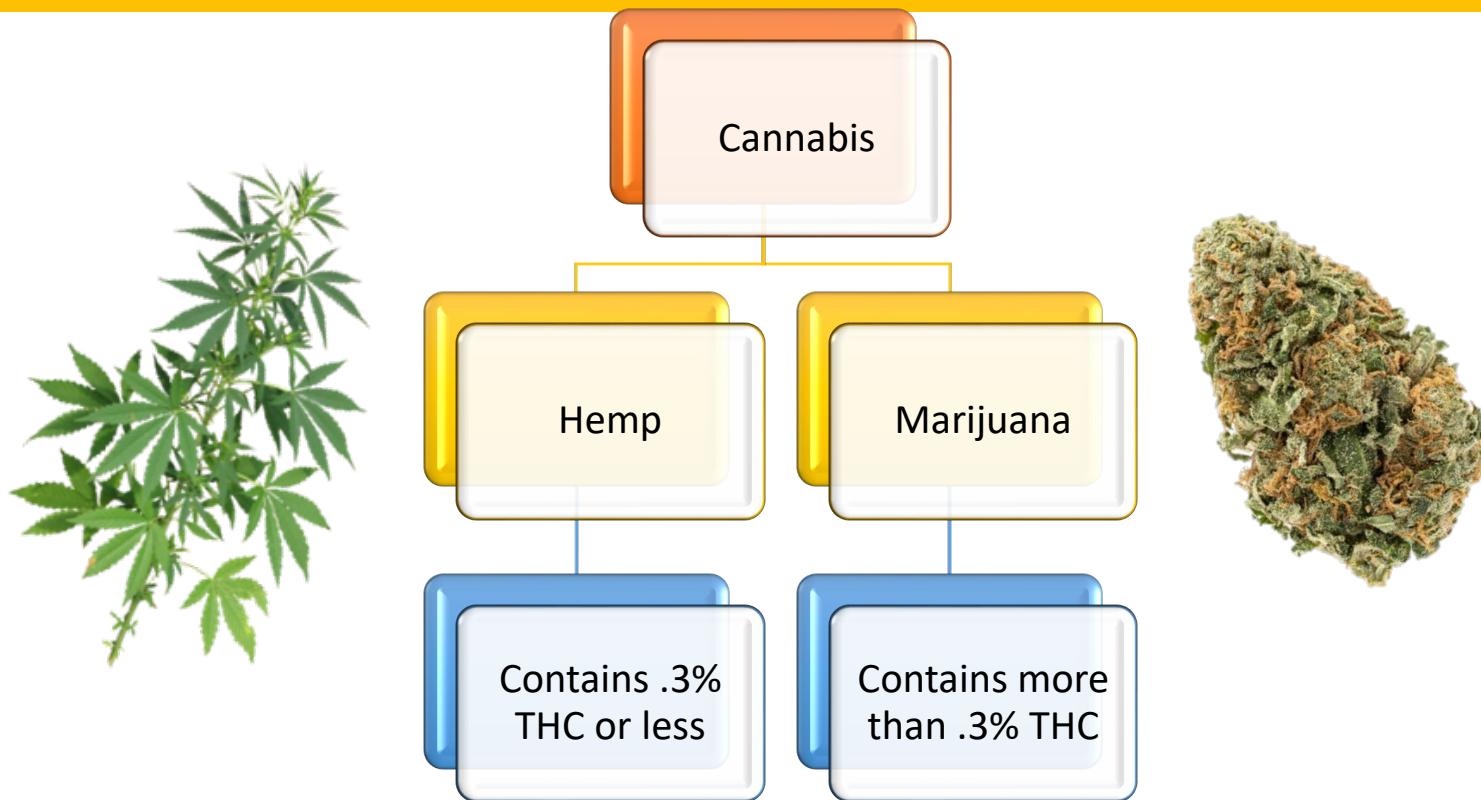 Cannabis
Hemp
Marijuana
Contains .3%
THC or less
Contains more
than .3% THC